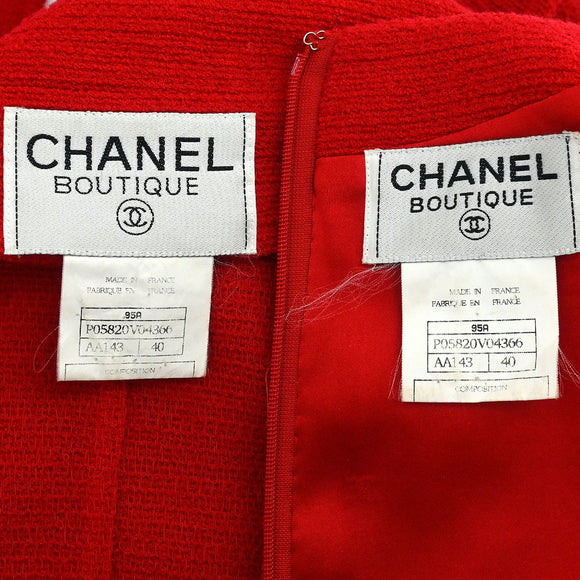 CHANEL
BOUTIQUE
MADE IN FRANCE
FABRIQUE EN FRANCE
95A
P05820V04366
AA143 40
COMPOSITION
CHANEL
BOUTIQUE
MADE IN FRANCE
FABRIQUE EN FRANCE
95A
P05820V04366
AA143 40
COMPOSITION